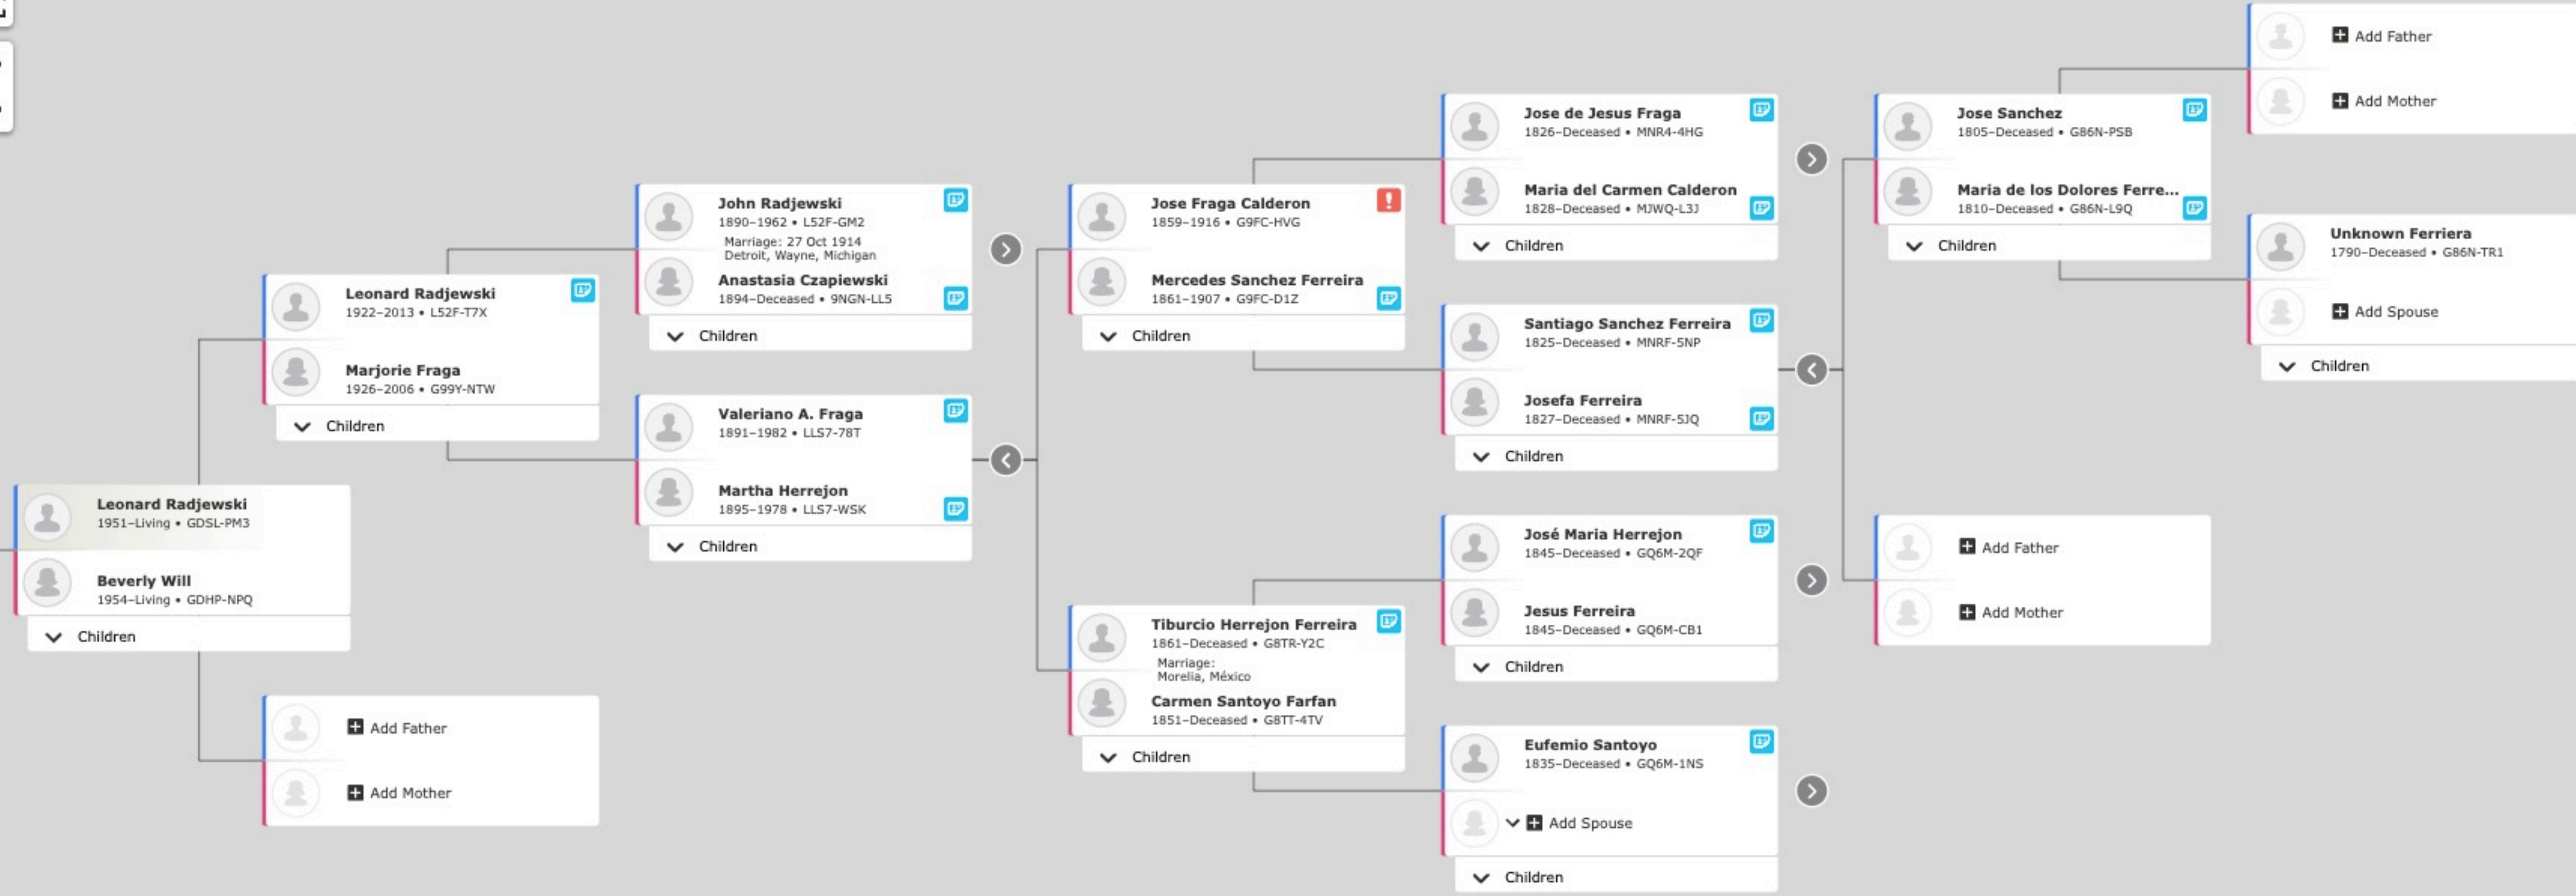 Leonard Radjewski
1951–Living • GDSL-PM3
Beverly Will
1954–Living • GDHP-NPQ
Children
Leonard Radjewski
1922–2013 • L52F-T7X
Marjorie Fraga
1926–2006 • G99Y-NTW
Children
Add Father
Add Mother
John Radjewski
1890–1962 • L52F-GM2
Marriage: 27 Oct 1914
Detroit, Wayne, Michigan
Anastasia Czapiewski
1894–Deceased • 9NGN-LL5
Children
Valeriano A. Fraga
1891–1982 • LLS7-78T
Martha Herrejon
1895–1978 • LLS7-WSK
Children
Jose Fraga Calderon
1859–1916 • G9FC-HVG
Mercedes Sanchez Ferreira
1861–1907 • G9FC-D1Z
Children
Tiburcio Herrejon Ferreira
1861–Deceased • G8TR-Y2C
Marriage:
Morelia, México
Carmen Santoyo Farfan
1851–Deceased • G8TT-4TV
Children
Jose de Jesus Fraga
1826–Deceased • MNR4-4HG
Maria del Carmen Calderon
1828–Deceased • MJWQ-L3J
Children
Santiago Sanchez Ferreira
1825–Deceased • MNRF-5NP
Josefa Ferreira
1827–Deceased • MNRF-5JQ
Children
José Maria Herrejon
1845–Deceased • GQ6M-2QF
Jesus Ferreira
1845–Deceased • GQ6M-CB1
Children
Eufemio Santoyo
1835–Deceased • GQ6M-1NS
Add Spouse
Children
Jose Sanchez
1805–Deceased • G86N-PSB
Maria de los Dolores Ferre...
1810–Deceased • G86N-L9Q
Children
Add Father
Add Mother
Add Father
Add Mother
Unknown Ferriera
1790–Deceased • G86N-TR1
Add Spouse
Children